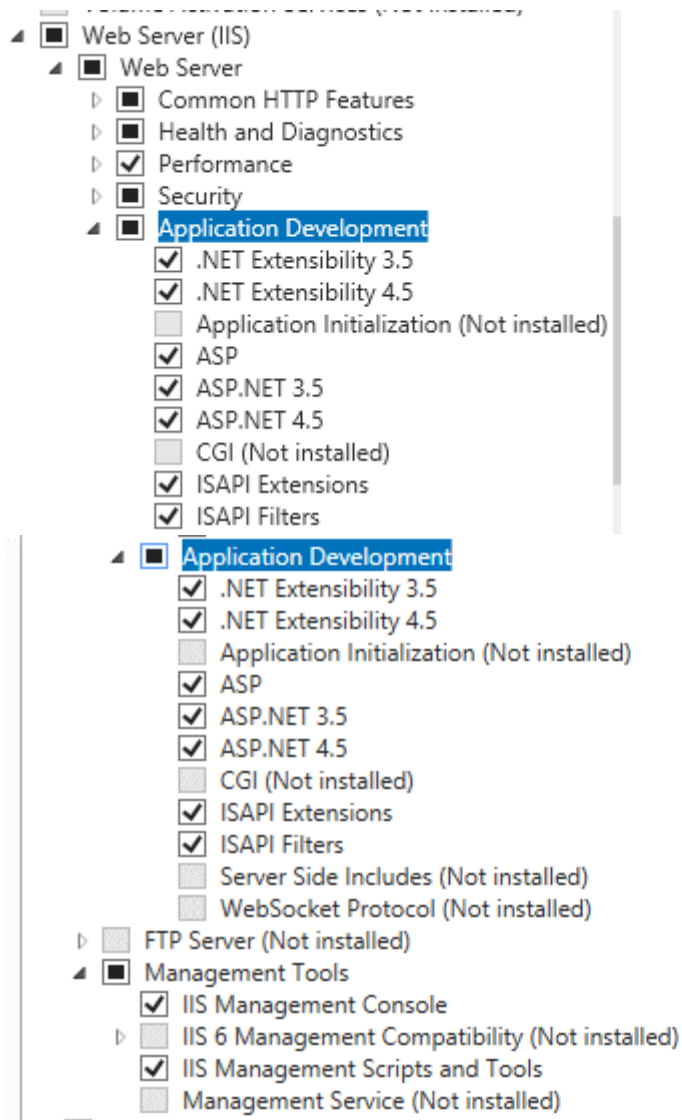 Volume Activation Services (Not installed)
Web Server (IIS)
Web Server
Common HTTP Features
Health and Diagnostics
Performance
Security
Application Development
.NET Extensibility 3.5
.NET Extensibility 4.5
Application Initialization (Not installed)
ASP
ASP.NET 3.5
ASP.NET 4.5
CGI (Not installed)
ISAPI Extensions
ISAPI Filters
Application Development
.NET Extensibility 3.5
.NET Extensibility 4.5
Application Initialization (Not installed)
ASP
ASP.NET 3.5
ASP.NET 4.5
CGI (Not installed)
ISAPI Extensions
ISAPI Filters
Server Side Includes (Not installed)
WebSocket Protocol (Not installed)
FTP Server (Not installed)
Management Tools
IIS Management Console
IIS 6 Management Compatibility (Not installed)
IIS Management Scripts and Tools
Management Service (Not installed)